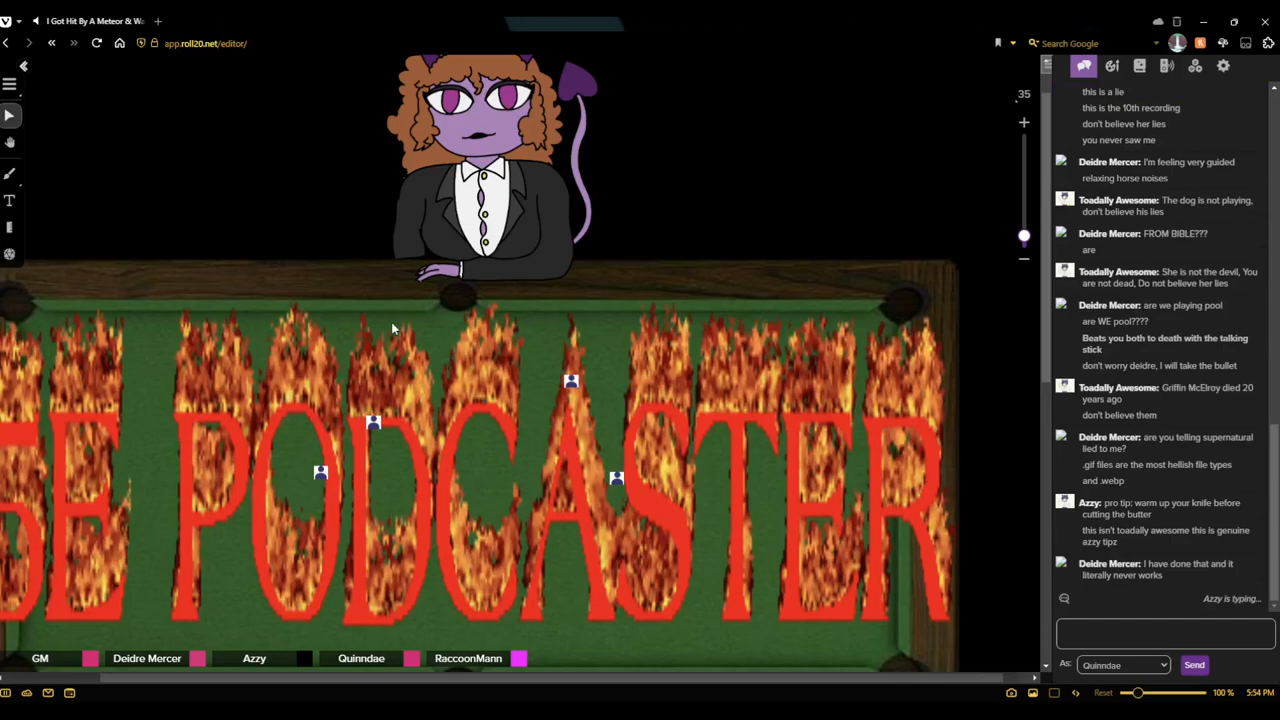 I Got Hit By A Meteor & Wa
app.roll20.net/editor/
Search Google
35
this is a lie
this is the 10th recording
don't believe her lies
you never saw me
Deidre Mercer: I'm feeling very guided
relaxing horse noises
Toadally Awesome: The dog is not playing,
don't believe his lies
Deidre Mercer: FROM BIBLE???
are
Toadally Awesome: She is not the devil, You
are not dead, Do not believe her lies
Deidre Mercer: are we playing pool
are WE pool????
Beats you both to death with the talking
stick
don't worry deidre, I will take the bullet
Toadally Awesome: Griffin McElroy died 20
years ago
don't believe them
Deidre Mercer: are you telling supernatural
lied to me?
.gif files are the most hellish file types
and .webp
Azzy: pro tip: warm up your knife before
cutting the butter
this isn't toadally awesome this is genuine
azzy tipz
Deidre Mercer: I have done that and it
literally never works
Azzy is typing...
E PODCASTER
GM
Deidre Mercer
Azzy
Quinndae
RaccoonMann
As:
Quinndae
Send
Reset
100 %
5:54 PM